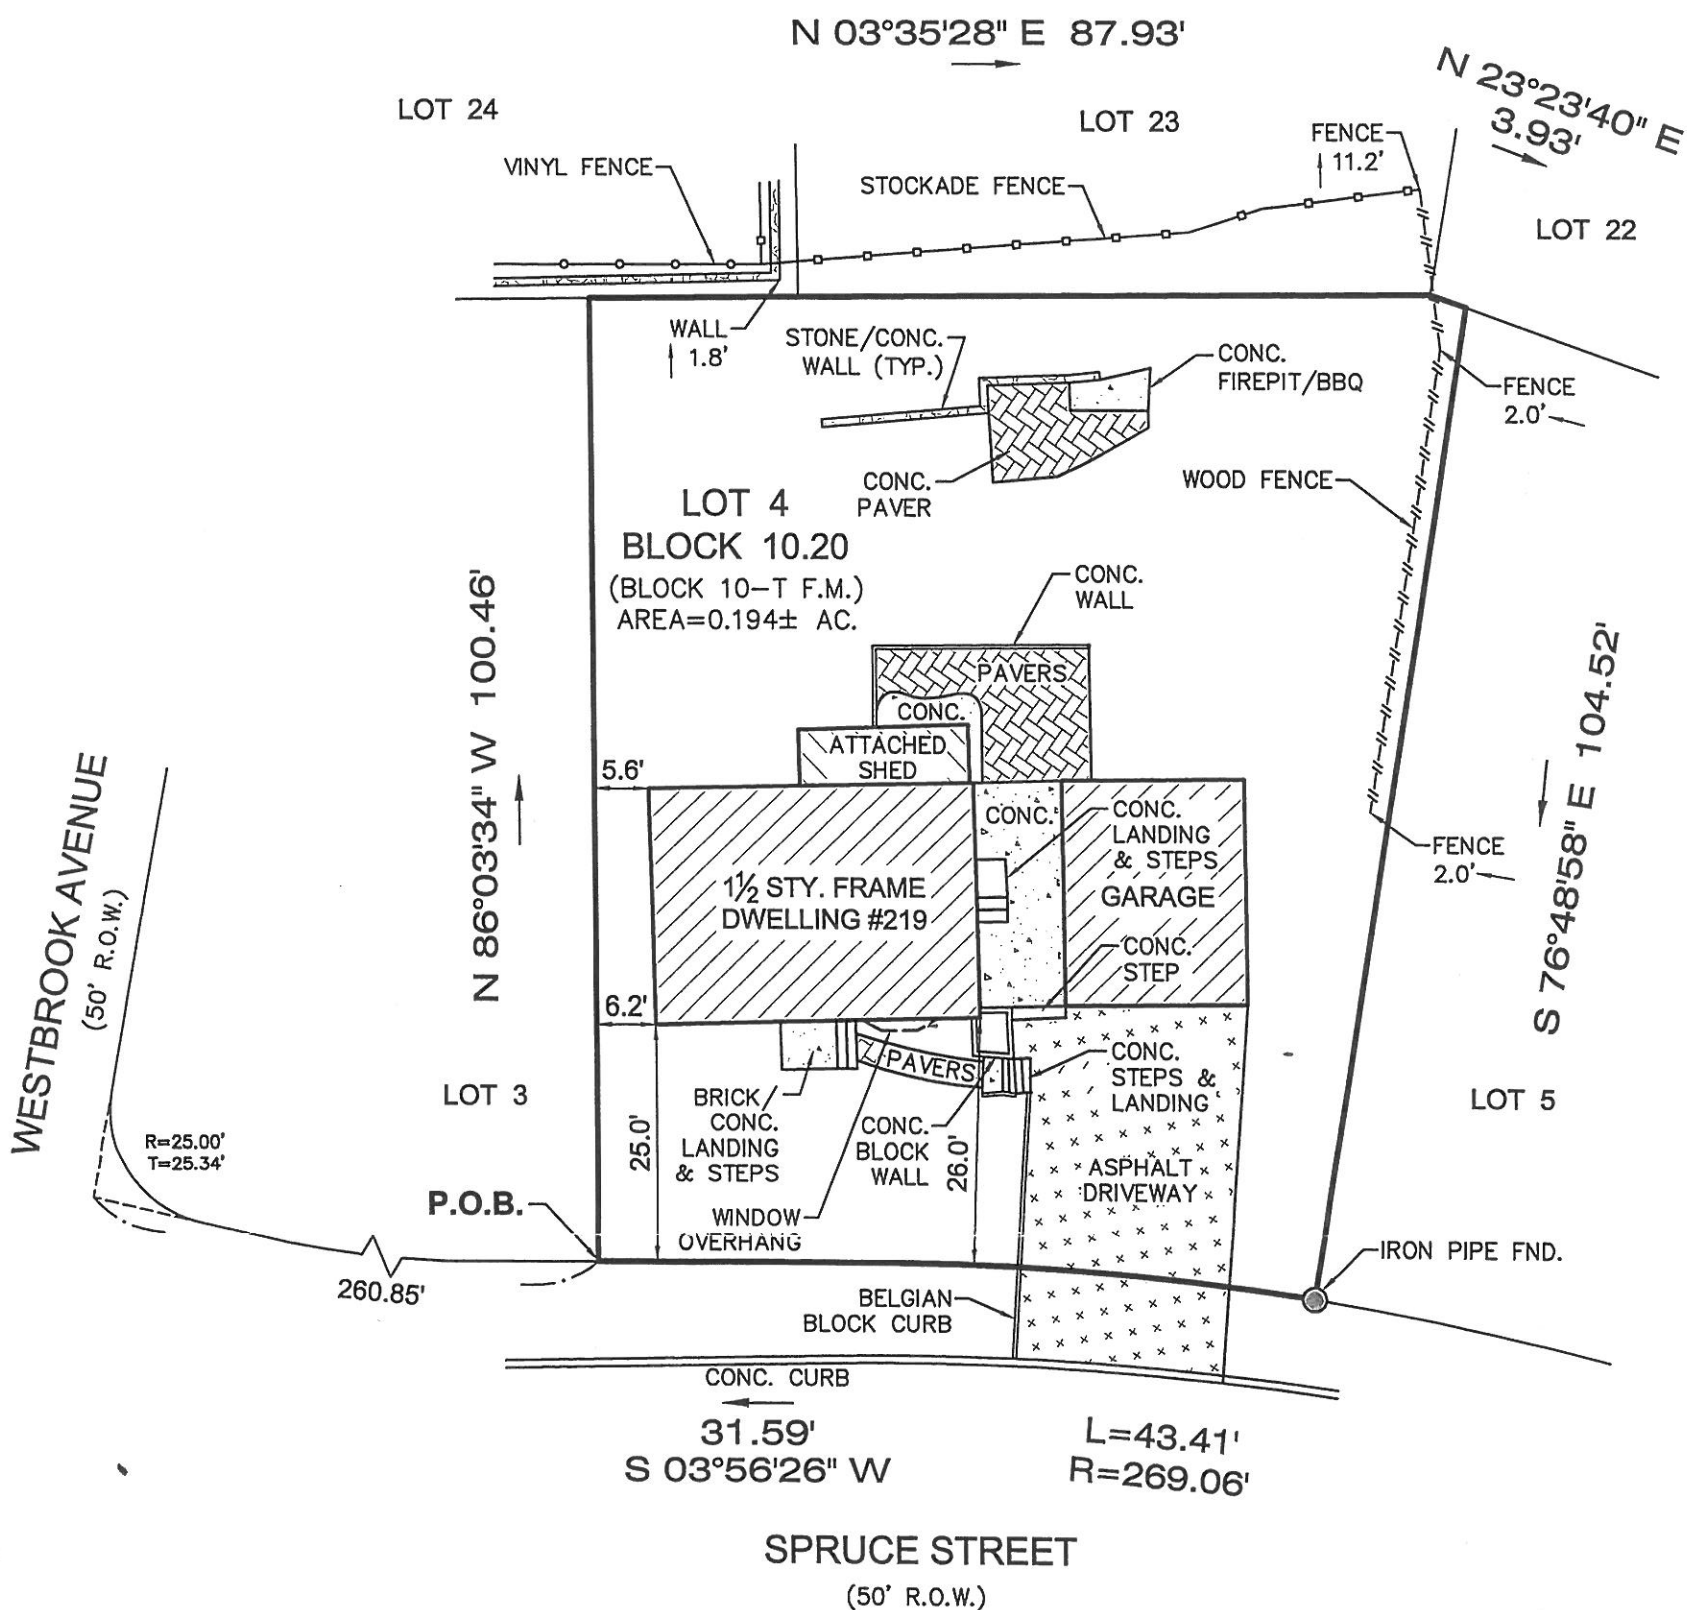 N 03°35'28" E 87.93'
N 23°23'40" E
3.93'
LOT 24
LOT 23
FENCE
11.2'
VINYL FENCE
STOCKADE FENCE
LOT 22
WALL
1.8'
STONE/CONC.
WALL (TYP.)
CONC.
FIREPIT/BBQ
FENCE
2.0'
CONC.
PAVER
WOOD FENCE
LOT 4
BLOCK 10.20
(BLOCK 10-T F.M.)
AREA=0.194± AC.
CONC.
WALL
N 86°03'34" W 100.46'
S 76°48'58" E 104.52'
PAVERS
CONC.
ATTACHED
SHED
5.6'
CONC.
CONC.
LANDING
& STEPS
GARAGE
FENCE
2.0'
1½ STY. FRAME
DWELLING #219
CONC.
STEP
WESTBROOK AVENUE
(50' R.O.W.)
6.2'
PAVERS
CONC.
STEPS &
LANDING
LOT 3
LOT 5
BRICK/
CONC.
LANDING
& STEPS
25.0'
CONC.
BLOCK
WALL
26.0'
R=25.00'
T=25.34'
ASPHALT
DRIVEWAY
P.O.B.
WINDOW
OVERHANG
IRON PIPE FND.
260.85'
BELGIAN
BLOCK CURB
CONC. CURB
31.59'
S 03°56'26" W
L=43.41'
R=269.06'
SPRUCE STREET
(50' R.O.W.)